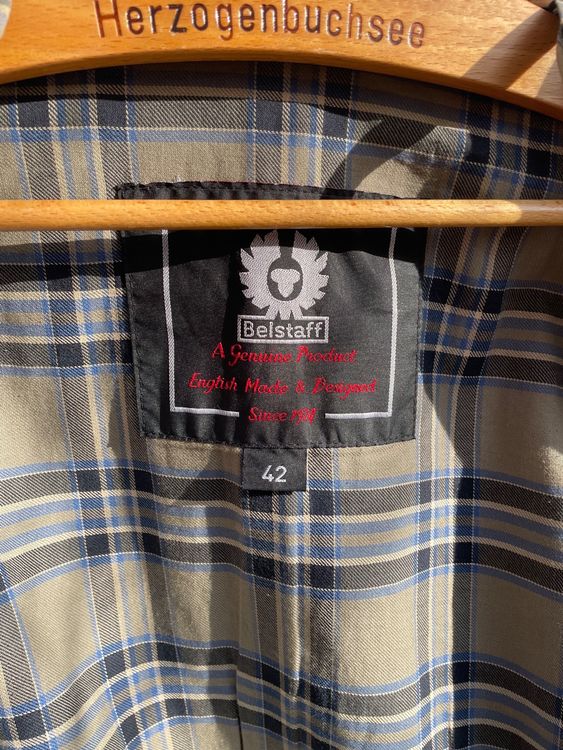 Herzogenbuchsee
Belstaff
A Genuine Product
English Made & Designed
Since 1924
42